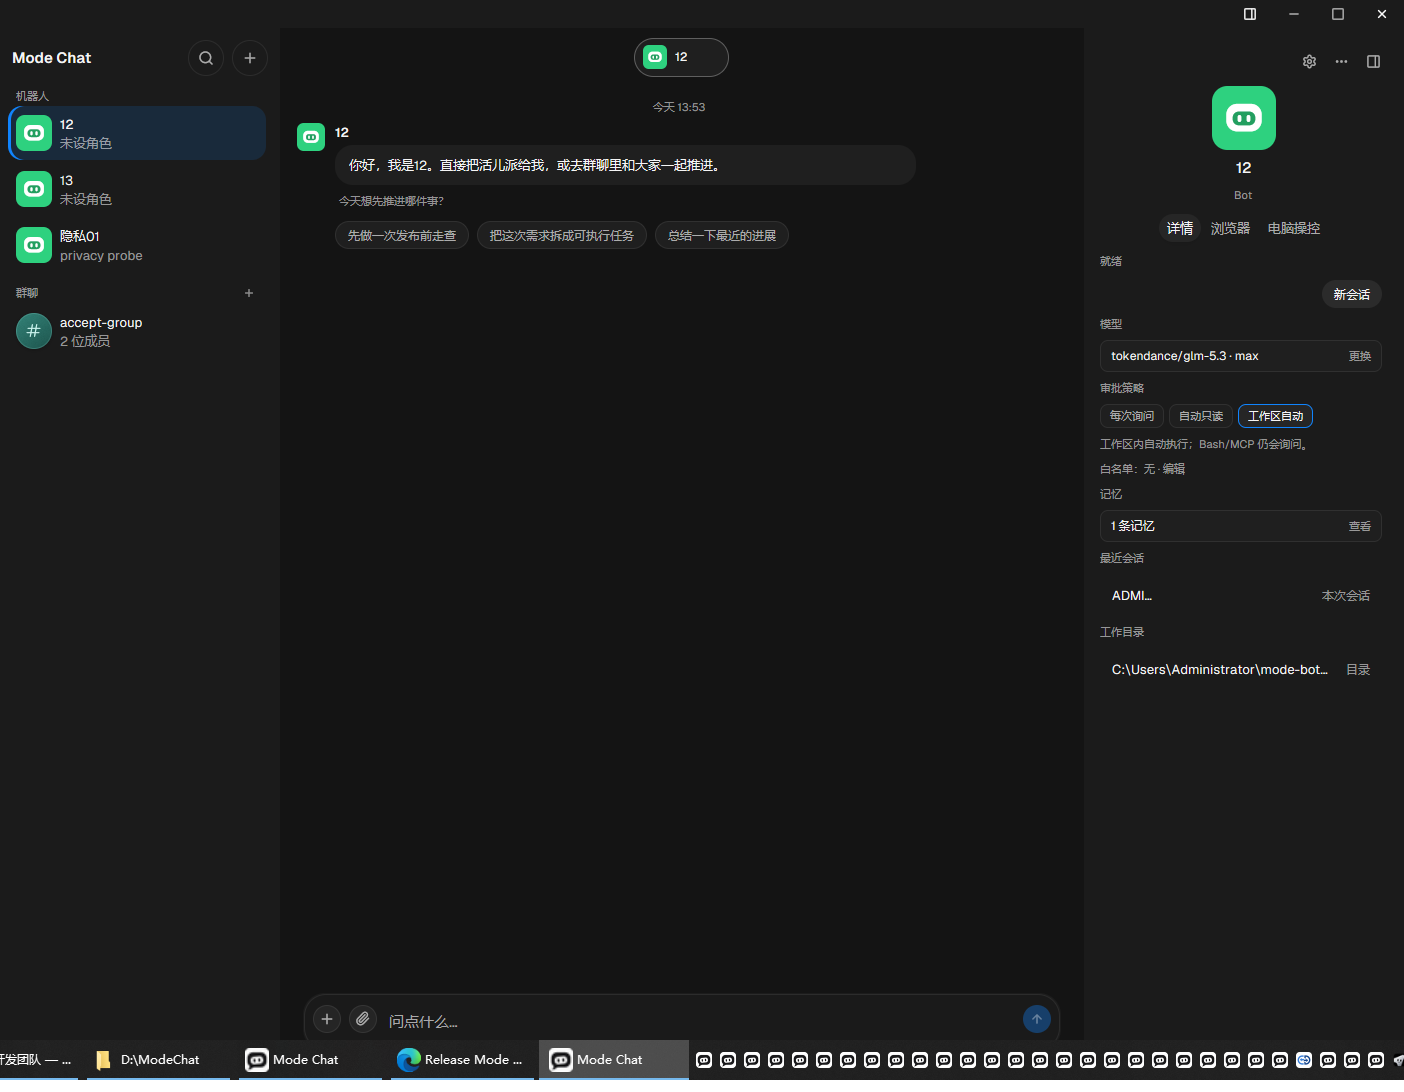 Mode Chat
机器人
12
未设角色
13
未设角色
隐私01
privacy probe
群聊
accept-group
2 位成员
12
今天 13:53
12
你好，我是12。直接把活儿派给我，或去群聊里和大家一起推进。
今天想先推进哪件事？
先做一次发布前走查
把这次需求拆成可执行任务
总结一下最近的进展
问点什么...
12
Bot
详情
浏览器
电脑操控
就绪
新会话
模型
tokendance/glm-5.3 · max
更换
审批策略
每次询问
自动只读
工作区自动
工作区内自动执行；Bash/MCP 仍会询问。
白名单：无 · 编辑
记忆
1 条记忆
查看
最近会话
ADMI...
本次会话
工作目录
C:\Users\Administrator\mode-bot...
目录
开发团队 — ...
D:\ModeChat
Mode Chat
Release Mode ...
Mode Chat